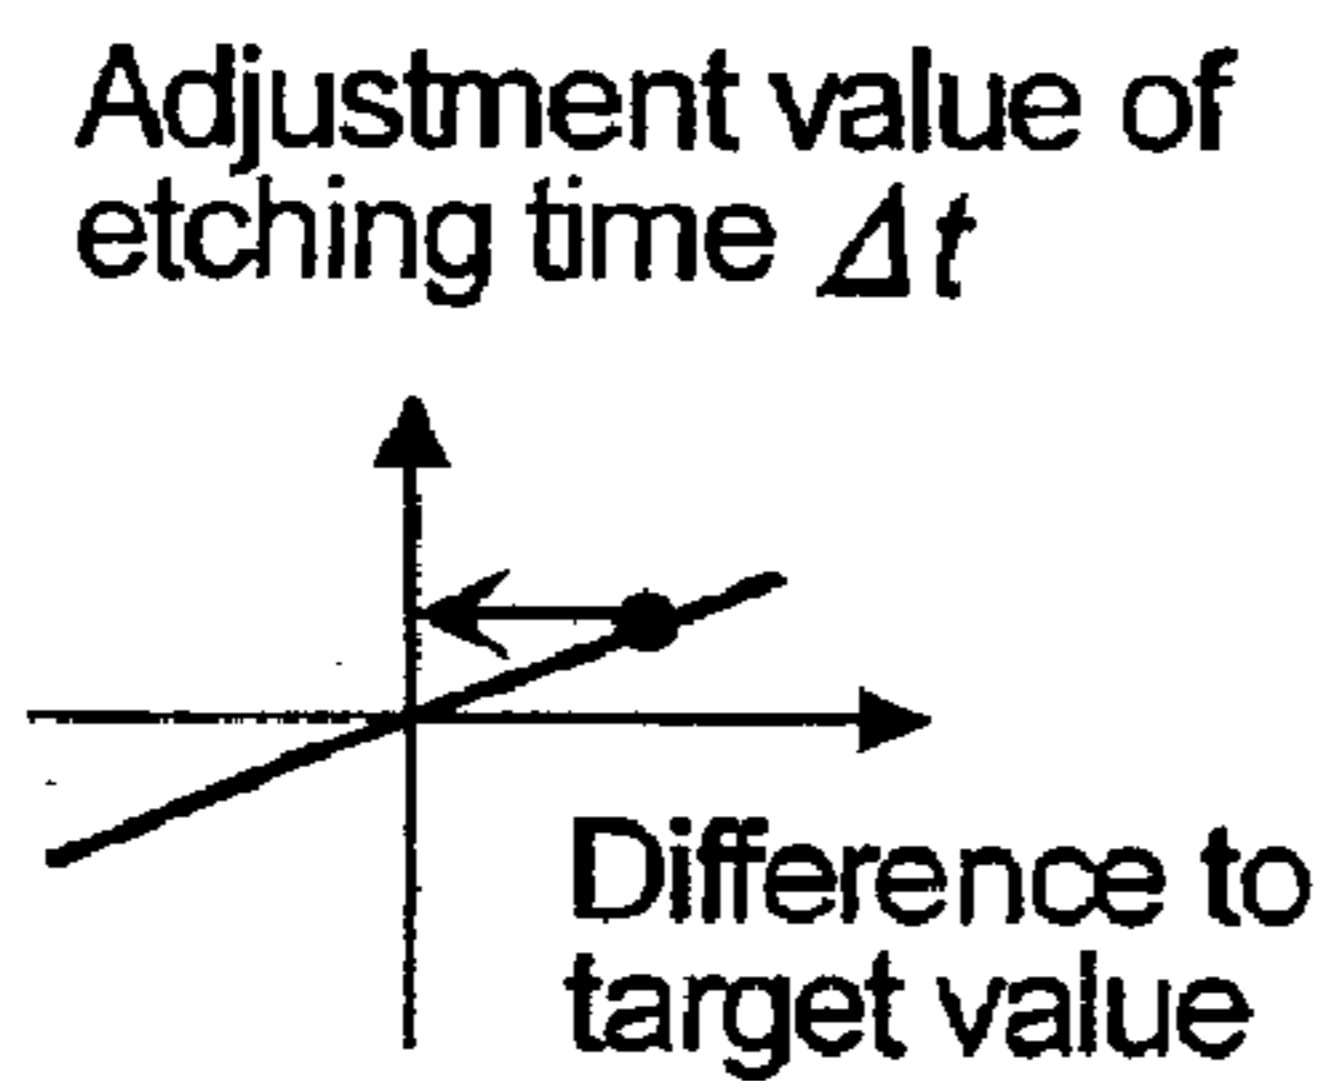 Adjustment value of
etching time Δt
Difference to
target value